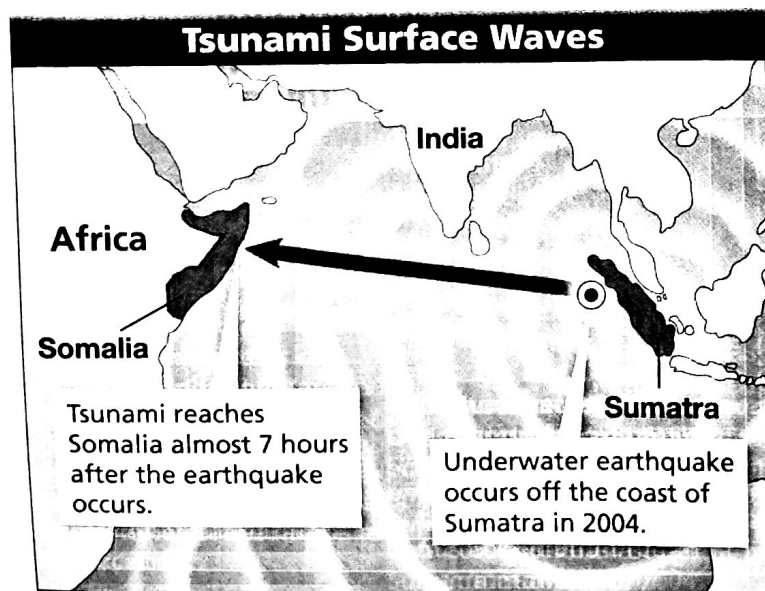 Tsunami Surface Waves
India
Africa
Somalia
Sumatra
Tsunami reaches
Somalia almost 7 hours
after the earthquake
occurs.
Underwater earthquake
occurs off the coast of
Sumatra in 2004.